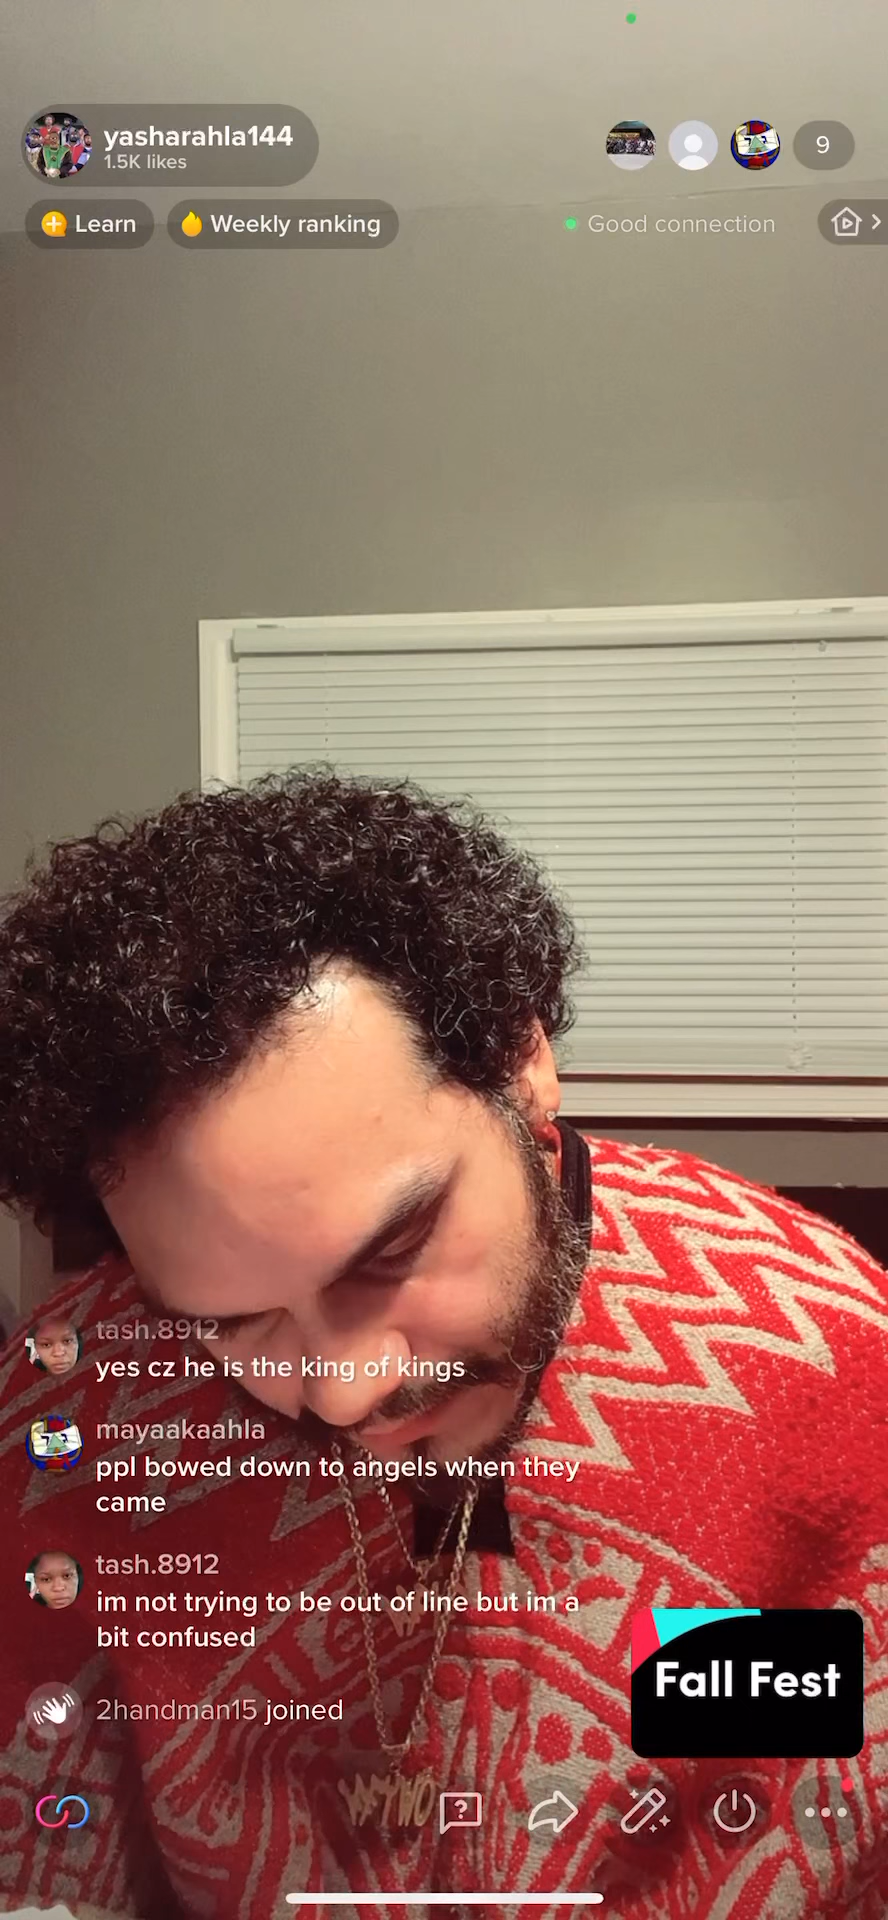 yasharahla144
1.5K likes
9
Learn
Weekly ranking
Good connection
tash.8912
yes cz he is the king of kings
mayaakaahla
ppl bowed down to angels when they
came
tash.8912
im not trying to be out of line but im a
bit confused
2handman15 joined
Fall Fest
?